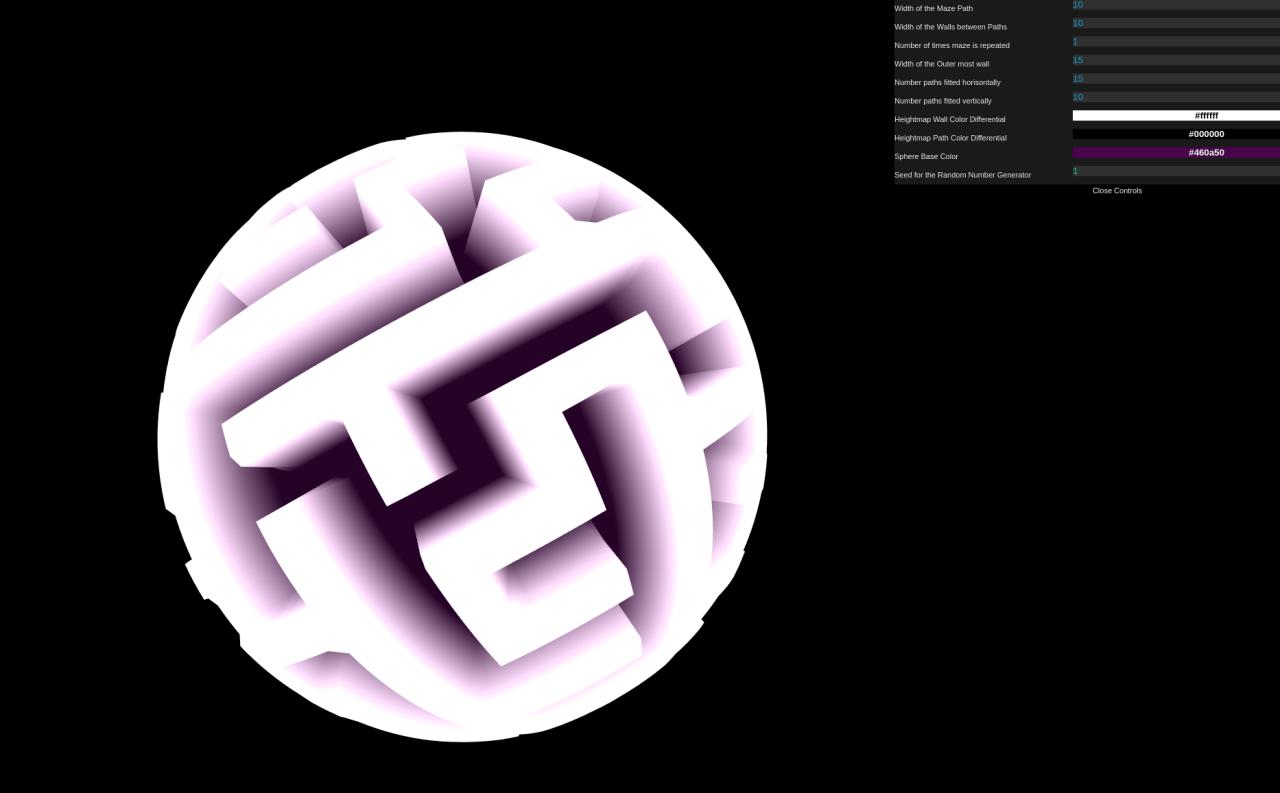 Width of the Maze Path 10
Width of the Walls between Paths 10
Number of times maze is repeated 1
Width of the Outer most wall 15
Number paths fitted horisontally 15
Number paths fitted vertically 10
Heightmap Wall Color Differential #ffffff
Heightmap Path Color Differential #000000
Sphere Base Color #460a50
Seed for the Random Number Generator 1
Close Controls